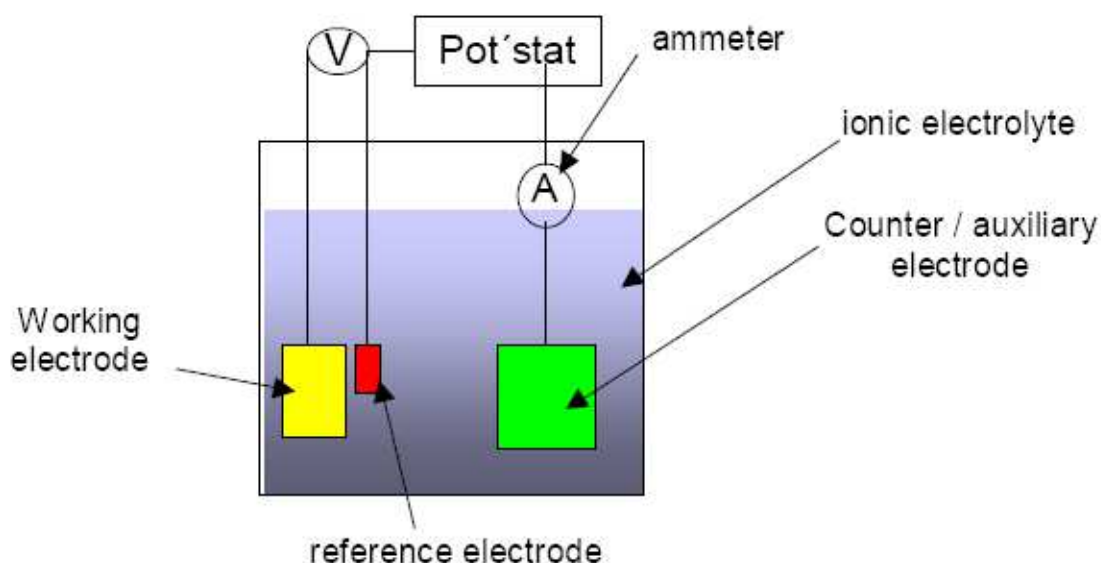 V
Pot´stat
ammeter
ionic electrolyte
A
Counter / auxiliary
electrode
Working
electrode
reference electrode